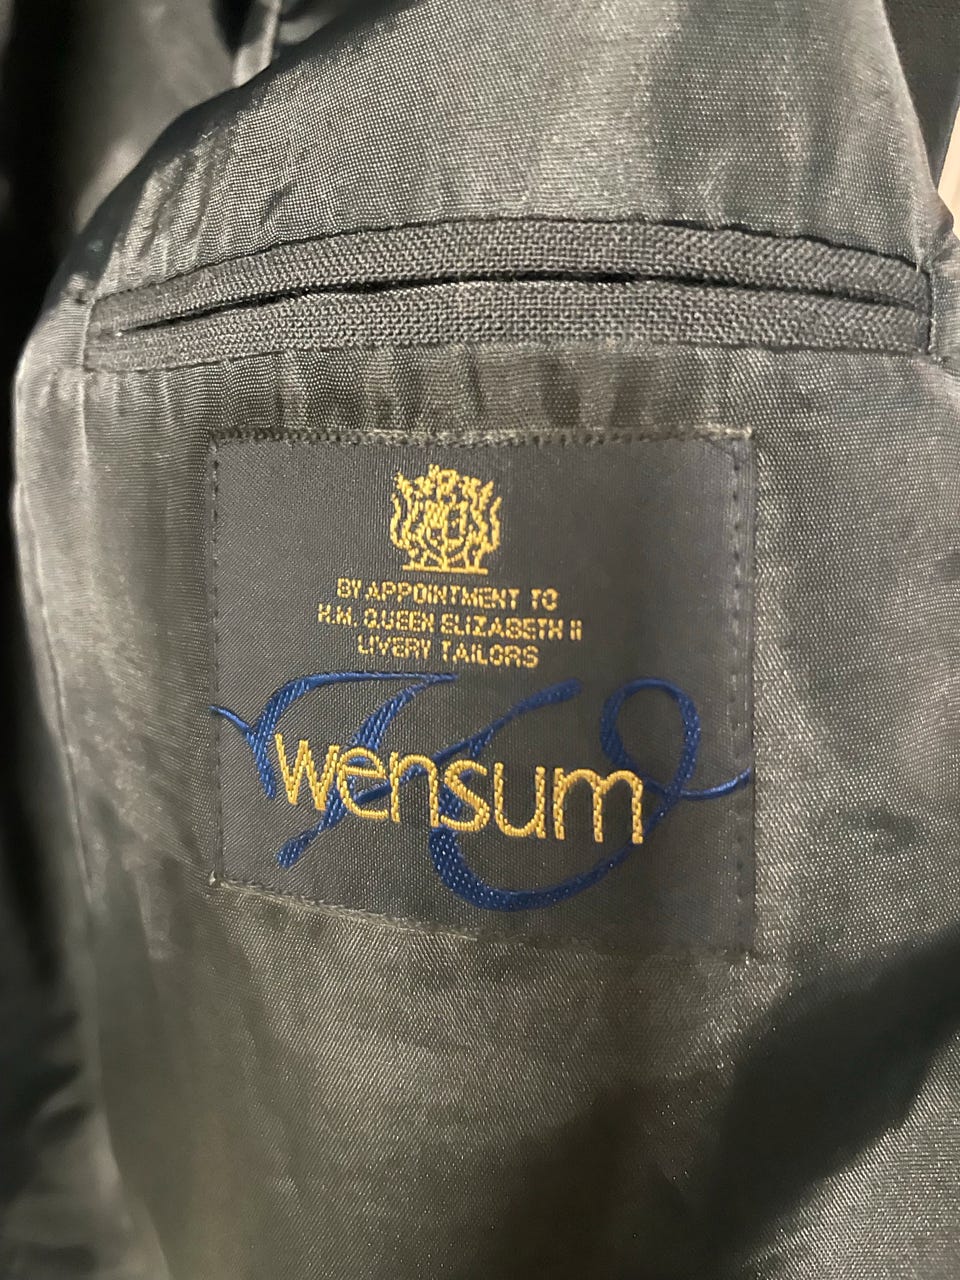 BY APPOINTMENT TO
H.M. QUEEN ELIZABETH II
LIVERY TAILORS
wensum